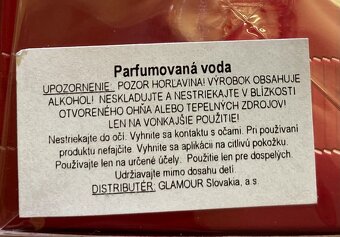 Parfumovaná voda
UPOZORNENIE: POZOR HORĽAVINA! VÝROBOK OBSAHUJE
ALKOHOL! NESKLADUJTE A NESTRIEKAJTE V BLÍZKOSTI
OTVORENÉHO OHŇA ALEBO TEPELNÝCH ZDROJOV!
LEN NA VONKAJŠIE POUŽITIE!
Nestriekajte do očí. Vyhnite sa kontaktu s očami. Pri používaní
produktu nefajčite. Vyhnite sa aplikácii na citlivú pokožku.
Používajte len na určené účely. Použitie len pre dospelých.
Udržiavajte mimo dosahu detí.
DISTRIBUTÉR: GLAMOUR Slovakia, a.s.